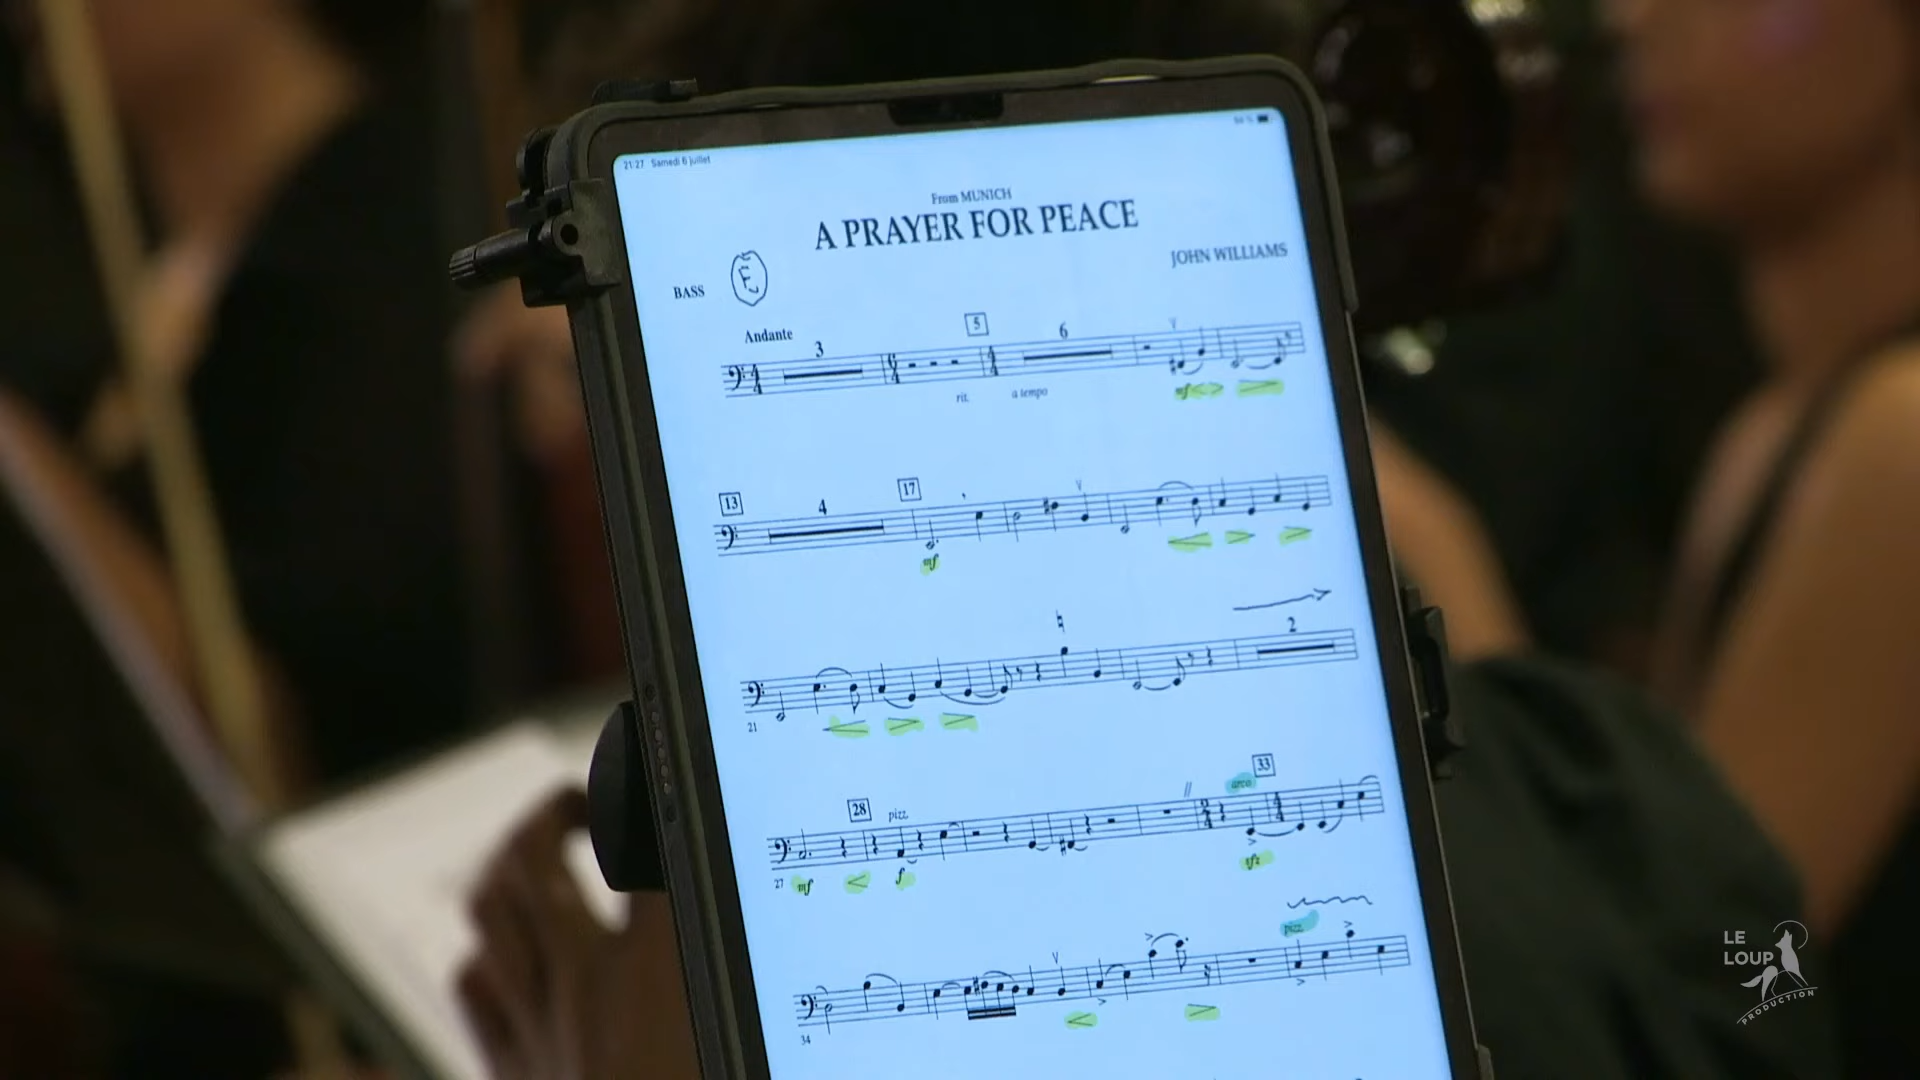 21:27 Samedi 6 juillet
From MUNICH
A PRAYER FOR PEACE
JOHN WILLIAMS
BASS
E
Andante
3
5
6
rit. a tempo
mf
13
4
17
mf
2
21
28
pizz.
arco
33
27
mf
f
sfz
pizz.
34
LE
LOUP
PRODUCTION